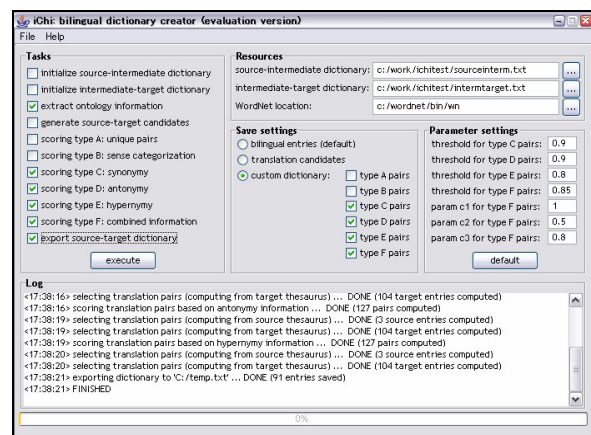 iChi: bilingual dictionary creator (evaluation version)
File Help
Tasks
initialize source-intermediate dictionary
initialize intermediate-target dictionary
extract ontology information
generate source-target candidates
scoring type A: unique pairs
scoring type B: sense categorization
scoring type C: synonymy
scoring type D: antonymy
scoring type E: hypernymy
scoring type F: combined information
export source-target dictionary
execute
Resources
source-intermediate dictionary: c:/work/ichitest/sourceinterm.txt ...
intermediate-target dictionary: c:/work/ichitest/intermtarget.txt ...
WordNet location: c:/wordnet/bin/wn ...
Save settings
bilingual entries (default)
translation candidates
custom dictionary: type A pairs
type B pairs
type C pairs
type D pairs
type E pairs
type F pairs
Parameter settings
threshold for type C pairs: 0.9
threshold for type D pairs: 0.9
threshold for type E pairs: 0.8
threshold for type F pairs: 0.85
param c1 for type F pairs: 1
param c2 for type F pairs: 0.5
param c3 for type F pairs: 0.8
default
Log
<17:38:16> selecting translation pairs (computing from target thesaurus) ... DONE (104 target entries computed)
<17:38:16> scoring translation pairs based on antonymy information ... DONE (127 pairs computed)
<17:38:19> selecting translation pairs (computing from source thesaurus) ... DONE (3 source entries computed)
<17:38:19> selecting translation pairs (computing from target thesaurus) ... DONE (104 target entries computed)
<17:38:19> scoring translation pairs based on hypernymy information ... DONE (127 pairs computed)
<17:38:20> selecting translation pairs (computing from source thesaurus) ... DONE (3 source entries computed)
<17:38:20> selecting translation pairs (computing from target thesaurus) ... DONE (104 target entries computed)
<17:38:21> exporting dictionary to 'C:/temp.txt' ... DONE (91 entries saved)
<17:38:21> FINISHED
0%